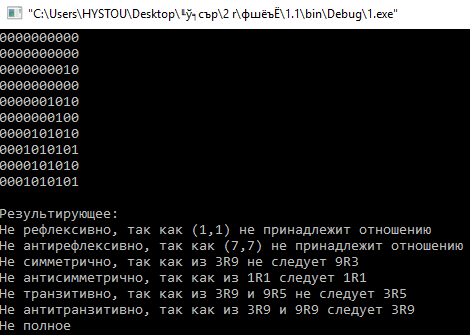 "C:\Users\HYSTOU\Desktop\╙ў╕сър\2 г\фшёъЁ\1.1\bin\Debug\1.exe"
0000000000
0000000000
0000000010
0000000000
0000001010
0000000100
0000101010
0001010101
0000101010
0001010101
Результирующее:
Не рефлексивно, так как (1,1) не принадлежит отношению
Не антирефлексивно, так как (7,7) не принадлежит отношению
Не симметрично, так как из 3R9 не следует 9R3
Не антисимметрично, так как из 1R1 следует 1R1
Не транзитивно, так как из 3R9 и 9R5 не следует 3R5
Не антитранзитивно, так как из 3R9 и 9R9 следует 3R9
Не полное